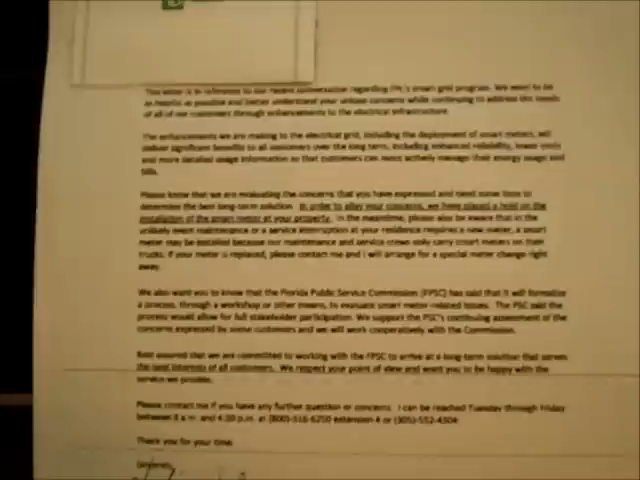 This letter is in reference to our recent conversation regarding FPL's smart grid program. We want to be
as helpful as possible and better understand your unique concerns while continuing to address the needs
of all of our customers through enhancements to the electrical infrastructure.
The enhancements we are making to the electrical grid, including the deployment of smart meters, will
deliver significant benefits to all customers over the long term, including enhanced reliability, lower costs
and more detailed usage information so that customers can more actively manage their energy usage and
bills.
Please know that we are evaluating the concerns that you have expressed and need some time to
determine the best long-term solution. In order to allay your concerns, we have placed a hold on the
installation of the smart meter at your property. In the meantime, please also be aware that in the
unlikely event maintenance or a service interruption at your residence requires a new meter, a smart
meter may be installed because our maintenance and service crews only carry smart meters on their
trucks. If your meter is replaced, please contact me and I will arrange for a special meter change right
away.
We also want you to know that the Florida Public Service Commission (FPSC) has said that it will formalize
a process, through a workshop or other means, to evaluate smart meter-related issues. The PSC said the
process would allow for full stakeholder participation. We support the PSC's continuing assessment of the
concerns expressed by some customers and we will work cooperatively with the Commission.
Rest assured that we are committed to working with the FPSC to arrive at a long-term solution that serves
the best interests of all customers. We respect your point of view and want you to be happy with the
service we provide.
Please contact me if you have any further question or concerns. I can be reached Tuesday through Friday
between 8 a.m. and 4:30 p.m. at (800)-516-6250 extension 4 or (305)-552-4304
Thank you for your time.
Sincerely,